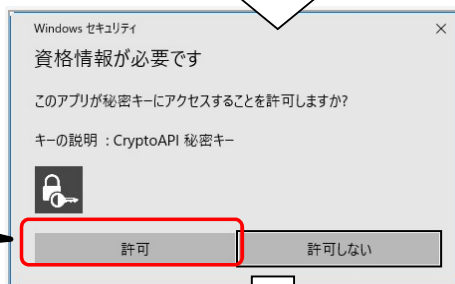 Windows セキュリティ
資格情報が必要です
このアプリが秘密キーにアクセスすることを許可しますか?
キーの説明 : CryptoAPI 秘密キー
許可
許可しない